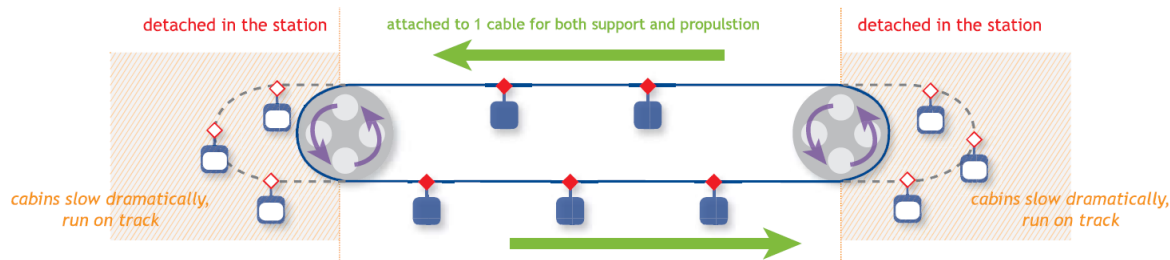 detached in the station
attached to 1 cable for both support and propulstion
detached in the station
cabins slow dramatically,
run on track
cabins slow dramatically,
run on track